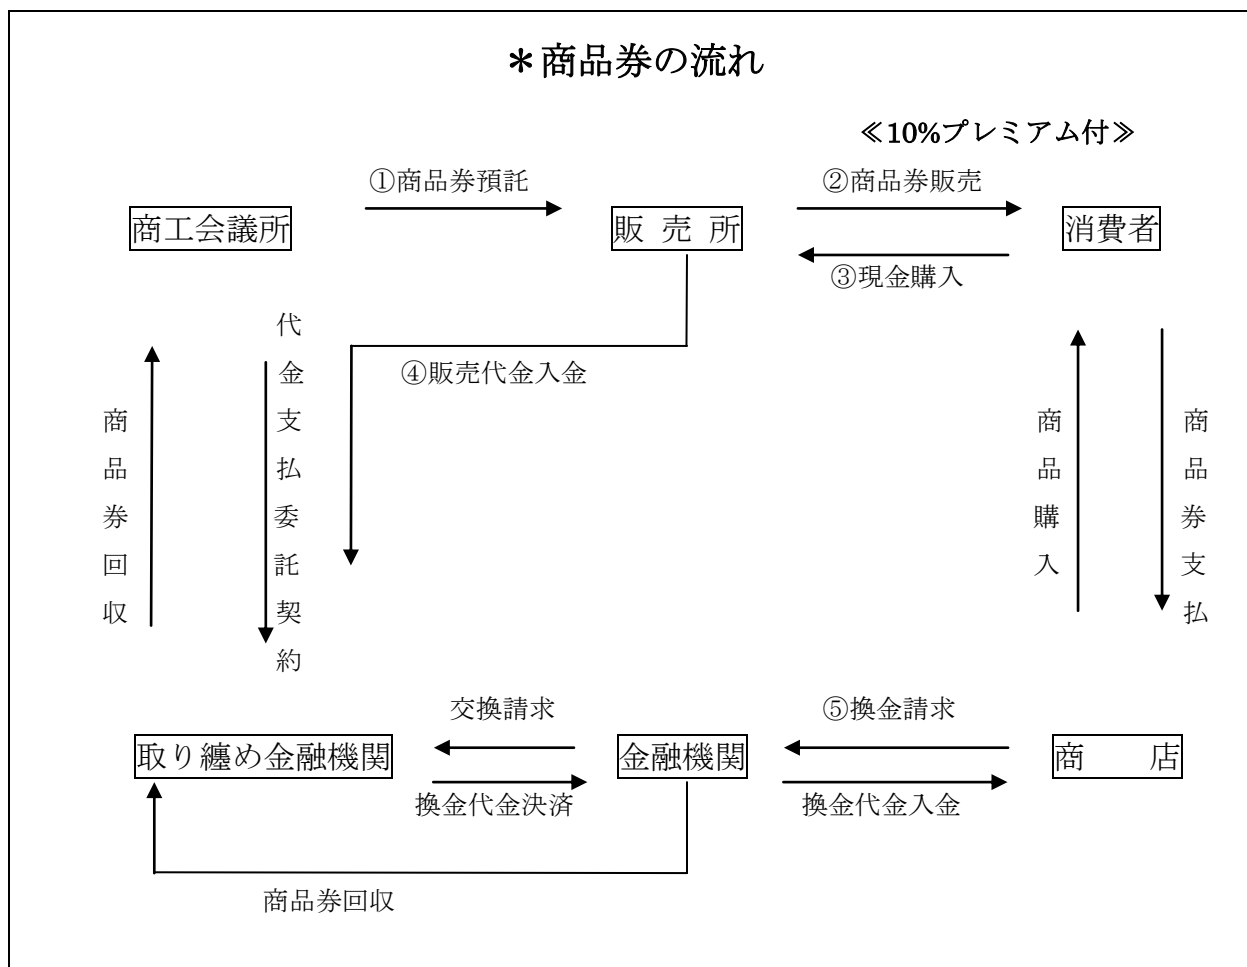 ＊商品券の流れ
≪10%プレミアム付≫
①商品券預託
②商品券販売
商工会議所
販売所
消費者
③現金購入
代金支払委託契約
④販売代金入金
商品券回収
商品購入
商品券支払
交換請求
⑤換金請求
取り纏め金融機関
金融機関
商店
換金代金決済
換金代金入金
商品券回収